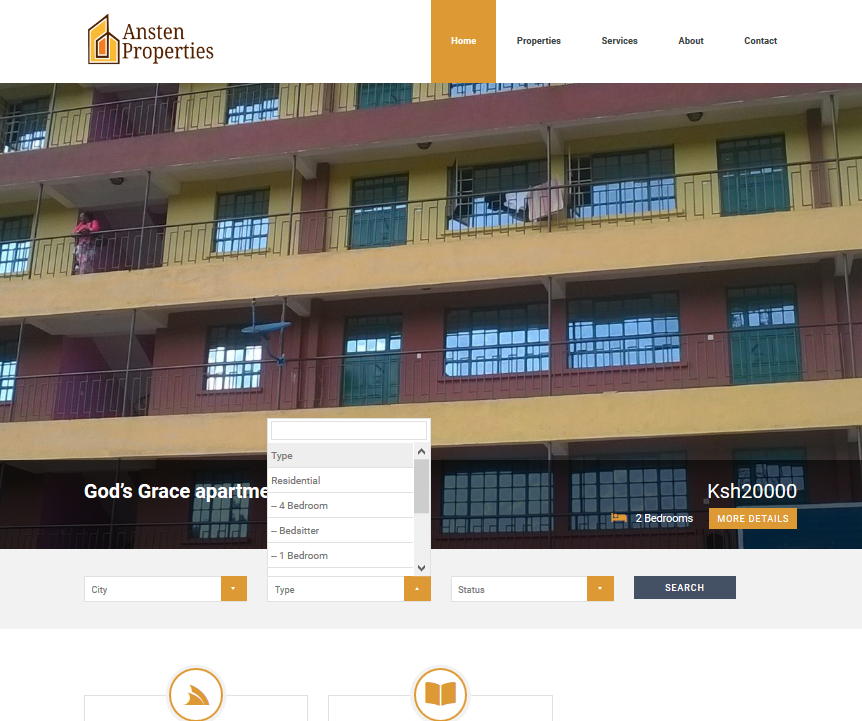 Ansten
Properties
Home
Properties
Services
About
Contact
God's Grace apartme
Ksh20000
2 Bedrooms
MORE DETAILS
Type
Residential
– 4 Bedroom
– Bedsitter
– 1 Bedroom
City
Type
Status
SEARCH